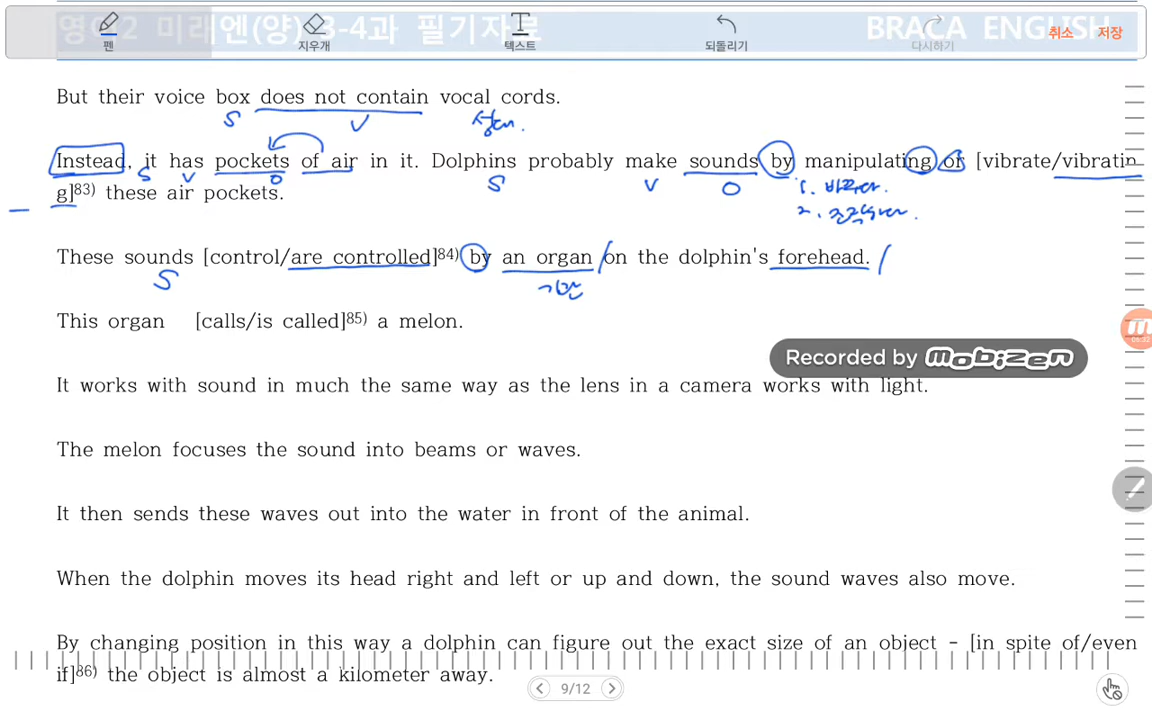 영어2 미래엔(양) 3-4과 필기자료 BRACA ENGLISH
펜 지우개 텍스트 되돌리기 다시하기 취소 저장
But their voice box does not contain vocal cords.
S V 성대.
Instead, it has pockets of air in it. Dolphins probably make sounds by manipulating or [vibrate/vibratin
S V O S V O 1. 바꾸다.
g]83) these air pockets.
2. 조작하다.
These sounds [control/are controlled]84) by an organ/on the dolphin's forehead. /
S 기관
This organ [calls/is called]85) a melon.
05:32
Recorded by mobizen
It works with sound in much the same way as the lens in a camera works with light.
The melon focuses the sound into beams or waves.
It then sends these waves out into the water in front of the animal.
When the dolphin moves its head right and left or up and down, the sound waves also move.
By changing position in this way a dolphin can figure out the exact size of an object - [in spite of/even
if]86) the object is almost a kilometer away.
9/12